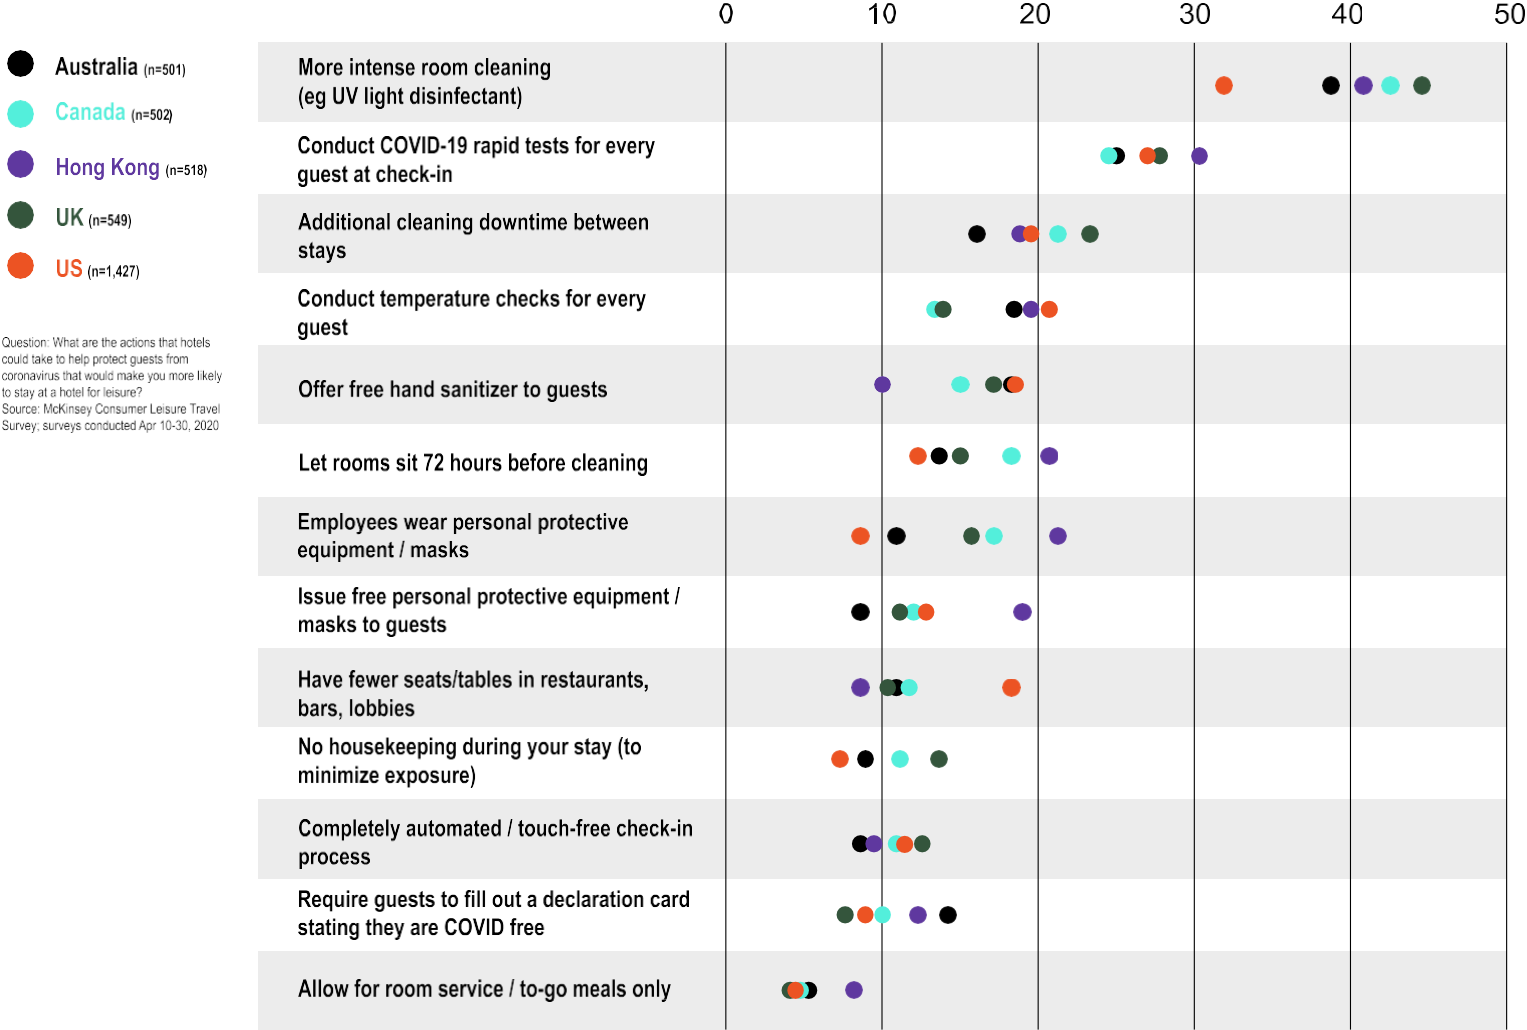 0 10 20 30 40 50
Australia (n=501)
Canada (n=502)
Hong Kong (n=518)
UK (n=549)
US (n=1,427)
Question: What are the actions that hotels
could take to help protect guests from
coronavirus that would make you more likely
to stay at a hotel for leisure?
Source: McKinsey Consumer Leisure Travel
Survey; surveys conducted Apr 10-30, 2020
More intense room cleaning
(eg UV light disinfectant)
Conduct COVID-19 rapid tests for every
guest at check-in
Additional cleaning downtime between
stays
Conduct temperature checks for every
guest
Offer free hand sanitizer to guests
Let rooms sit 72 hours before cleaning
Employees wear personal protective
equipment / masks
Issue free personal protective equipment /
masks to guests
Have fewer seats/tables in restaurants,
bars, lobbies
No housekeeping during your stay (to
minimize exposure)
Completely automated / touch-free check-in
process
Require guests to fill out a declaration card
stating they are COVID free
Allow for room service / to-go meals only